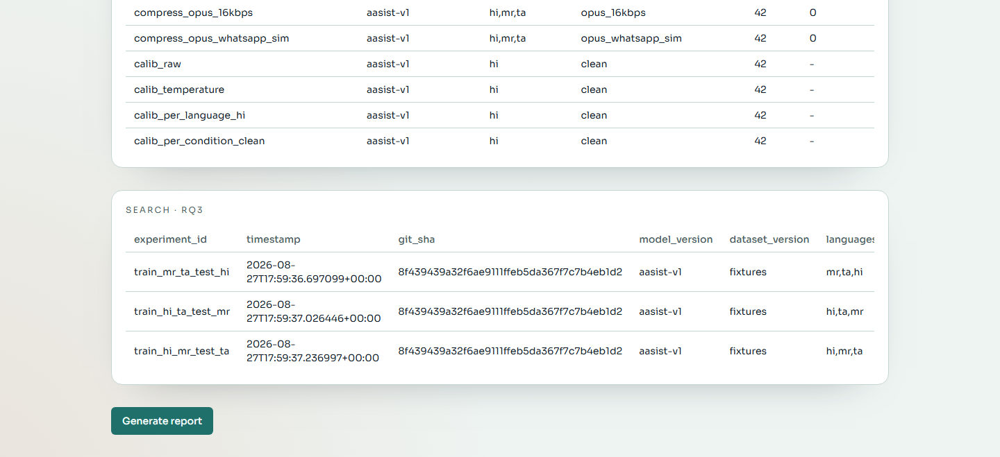 compress_opus_16kbps aasist-v1 hi,mr,ta opus_16kbps 42 0
compress_opus_whatsapp_sim aasist-v1 hi,mr,ta opus_whatsapp_sim 42 0
calib_raw aasist-v1 hi clean 42 -
calib_temperature aasist-v1 hi clean 42 -
calib_per_language_hi aasist-v1 hi clean 42 -
calib_per_condition_clean aasist-v1 hi clean 42 -
SEARCH · RQ3
experiment_id timestamp git_sha model_version dataset_version languages
train_mr_ta_test_hi 2026-08-27T17:59:36.697099+00:00 8f439439a32f6ae9111ffeb5da367f7c7b4eb1d2 aasist-v1 fixtures mr,ta,hi
train_hi_ta_test_mr 2026-08-27T17:59:37.026446+00:00 8f439439a32f6ae9111ffeb5da367f7c7b4eb1d2 aasist-v1 fixtures hi,ta,mr
train_hi_mr_test_ta 2026-08-27T17:59:37.236997+00:00 8f439439a32f6ae9111ffeb5da367f7c7b4eb1d2 aasist-v1 fixtures hi,mr,ta
Generate report